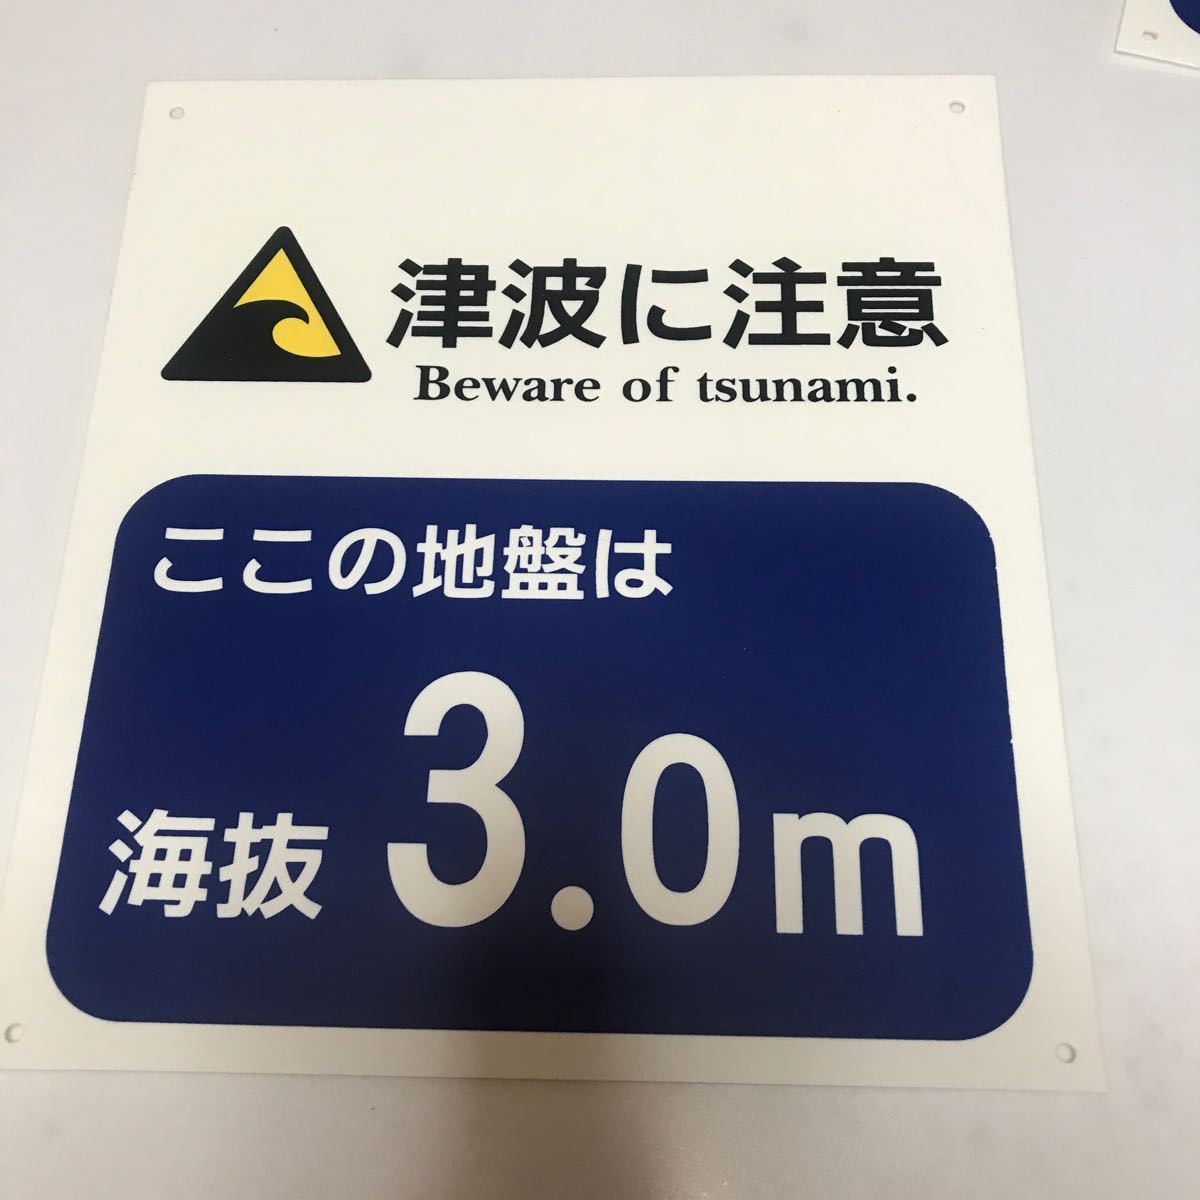 津波に注意
Beware of tsunami.
ここの地盤は
海抜 3.0m